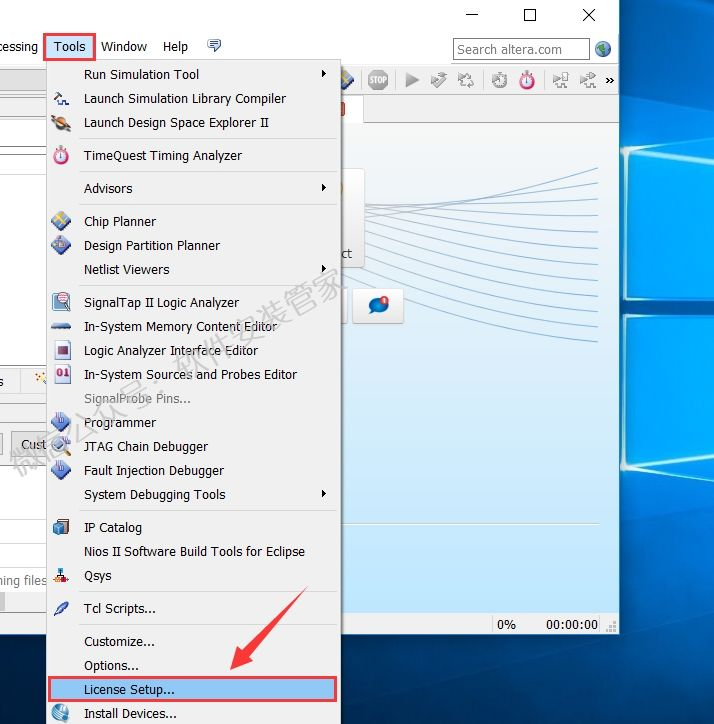 cessing Tools Window Help
Search altera.com
Run Simulation Tool
Launch Simulation Library Compiler
Launch Design Space Explorer II
TimeQuest Timing Analyzer
Advisors
Chip Planner
Design Partition Planner
Netlist Viewers
SignalTap II Logic Analyzer
In-System Memory Content Editor
Logic Analyzer Interface Editor
In-System Sources and Probes Editor
SignalProbe Pins...
Programmer
JTAG Chain Debugger
Fault Injection Debugger
System Debugging Tools
IP Catalog
Nios II Software Build Tools for Eclipse
Qsys
Tcl Scripts...
Customize...
Options...
License Setup...
Install Devices...
STOP
ct
s
Cust
ning files
0% 00:00:00
微信公众号：软件安装管家